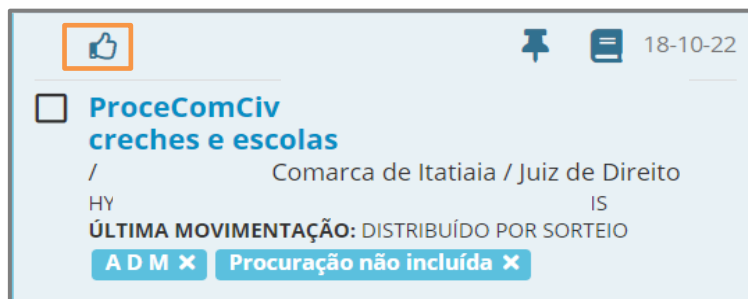 18-10-22
ProceComCiv
creches e escolas
/ Comarca de Itatiaia / Juiz de Direito
HY IS
ÚLTIMA MOVIMENTAÇÃO: DISTRIBUÍDO POR SORTEIO
A D M × Procuração não incluída ×